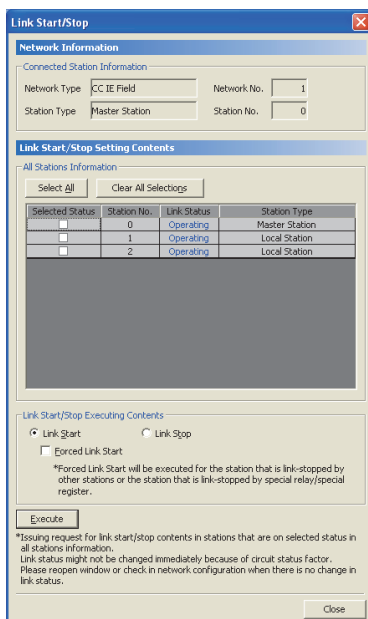 Link Start/Stop
Network Information
Connected Station Information
Network Type CC IE Field Network No. 1
Station Type Master Station Station No. 0
Link Start/Stop Setting Contents
All Stations Information
Select All Clear All Selections
Selected Status Station No. Link Status Station Type
0 Operating Master Station
1 Operating Local Station
2 Operating Local Station
Link Start/Stop Executing Contents
Link Start Link Stop
Forced Link Start
*Forced Link Start will be executed for the station that is link-stopped by
other stations or the station that is link-stopped by special relay/special
register.
Execute
*Issuing request for link start/stop contents in stations that are on selected status in
all stations information.
Link status might not be changed immediately because of circuit status factor.
Please reopen window or check in network configuration when there is no change in
link status.
Close